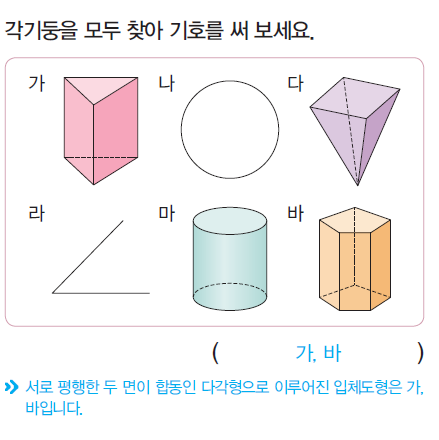 각기둥을 모두 찾아 기호를 써 보세요.
가 나 다
라 마 바
( 가, 바 )
서로 평행한 두 면이 합동인 다각형으로 이루어진 입체도형은 가,
바입니다.